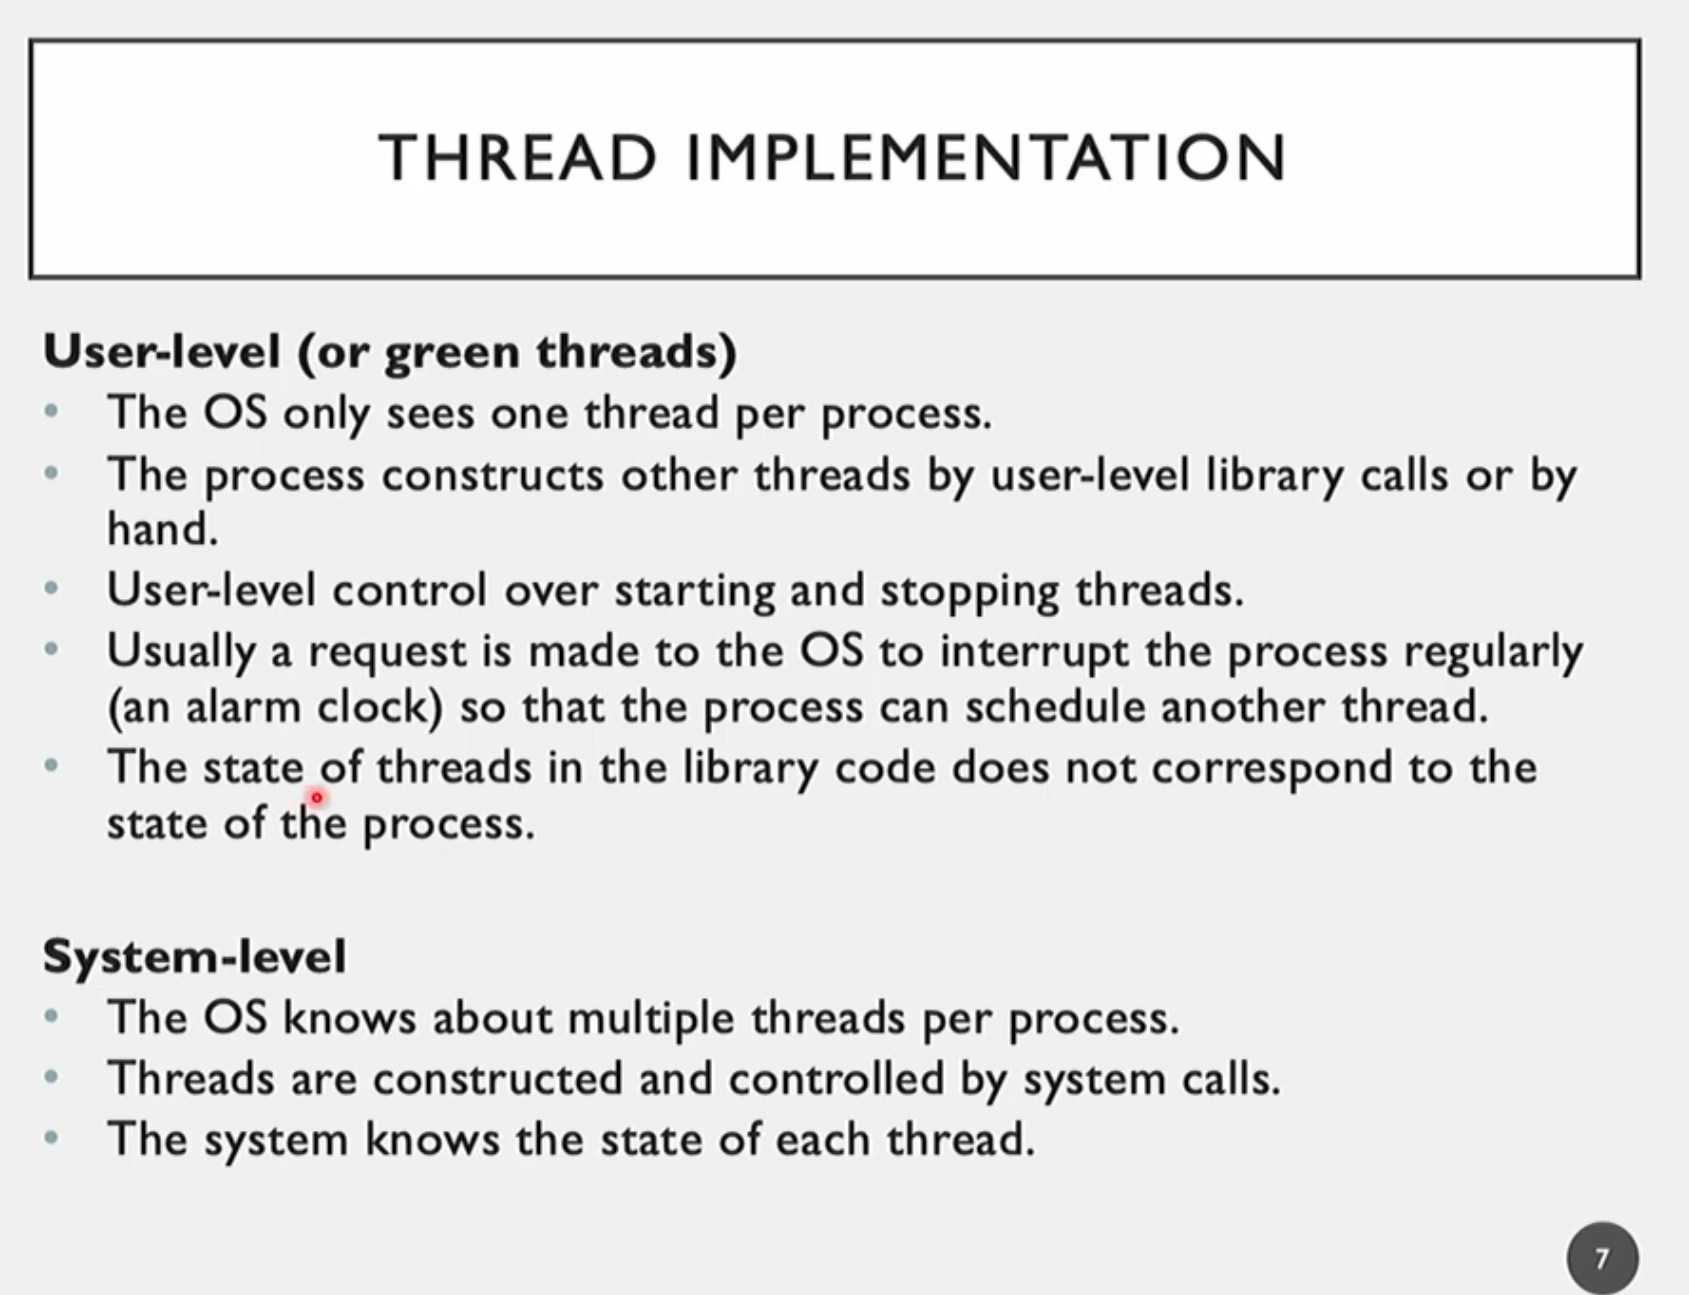 THREAD IMPLEMENTATION
User-level (or green threads)
• The OS only sees one thread per process.
• The process constructs other threads by user-level library calls or by
hand.
• User-level control over starting and stopping threads.
• Usually a request is made to the OS to interrupt the process regularly
(an alarm clock) so that the process can schedule another thread.
• The state of threads in the library code does not correspond to the
state of the process.
System-level
• The OS knows about multiple threads per process.
• Threads are constructed and controlled by system calls.
• The system knows the state of each thread.
7